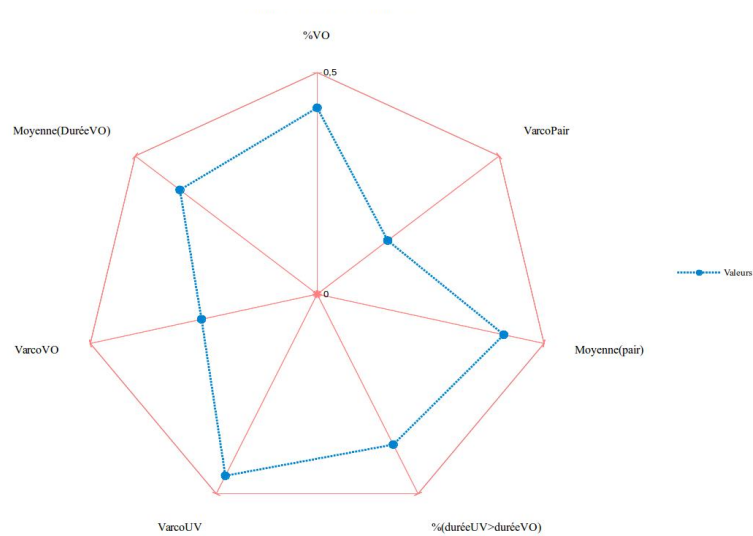 %VO
0,5
Moyenne(DuréeVO)
VarcoPair
Valeurs
0
VarcoVO
Moyenne(pair)
VarcoUV
%(duréeUV>duréeVO)